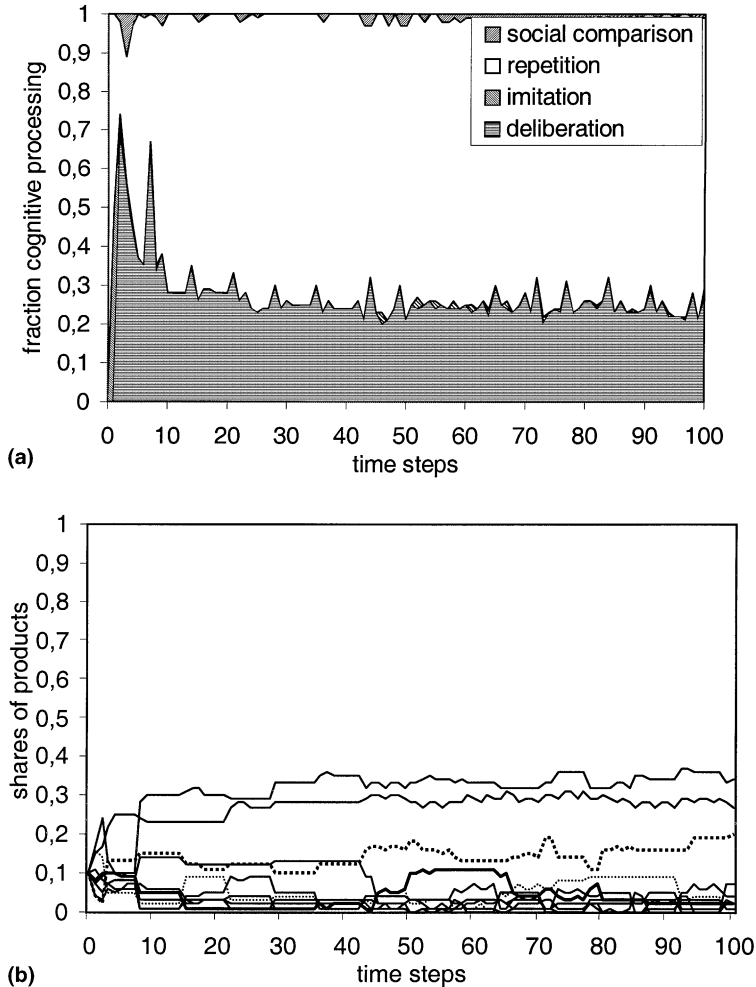 1
0,9
0,8
0,7
0,6
0,5
0,4
0,3
0,2
0,1
0
fraction cognitive processing
social comparison
repetition
imitation
deliberation
0 10 20 30 40 50 60 70 80 90 100
time steps
(a)
1
0,9
0,8
0,7
0,6
0,5
0,4
0,3
0,2
0,1
0
shares of products
0 10 20 30 40 50 60 70 80 90 100
time steps
(b)